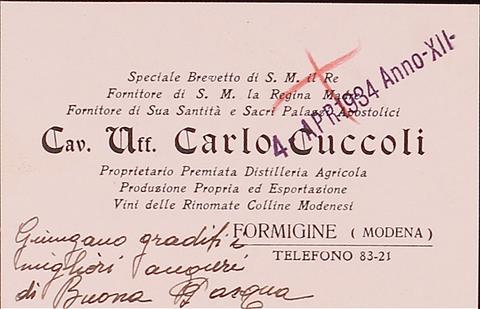 Speciale Brevetto di S. M. il Re
Fornitore di S. M. la Regina Madre
Fornitore di Sua Santità e Sacri Palazzi Apostolici
4 APR.1934 Anno-XII-
Cav. Uff. Carlo Cuccoli
Proprietario Premiata Distilleria Agricola
Produzione Propria ed Esportazione
Vini delle Rinomate Colline Modenesi
FORMIGINE (MODENA)
TELEFONO 83-21
Giungano graditi i
migliori auguri
di Buona Pasqua